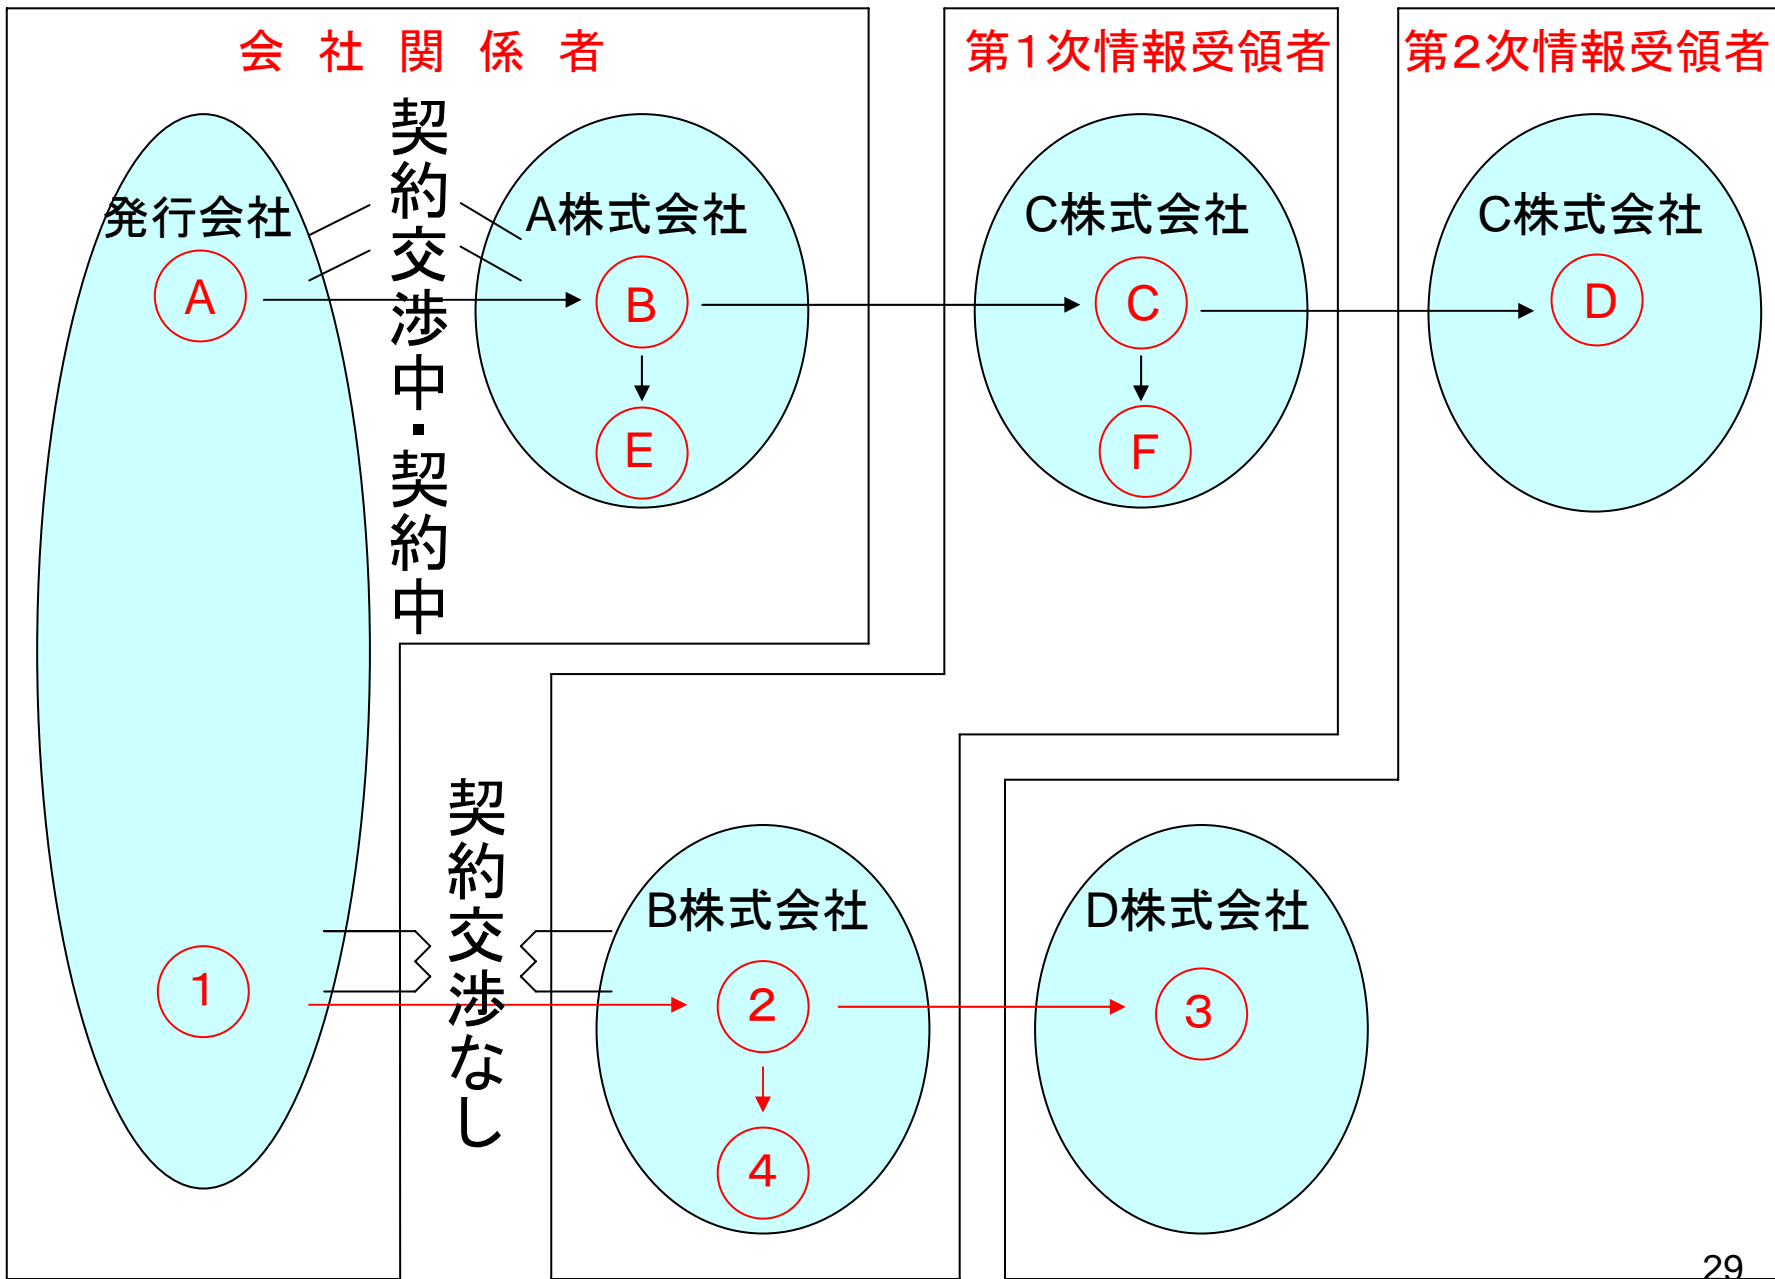 会社関係者
第1次情報受領者
第2次情報受領者
契約交渉中・契約中
発行会社
A株式会社
C株式会社
C株式会社
A
B
C
D
E
F
契約交渉なし
B株式会社
D株式会社
1
2
3
4
29